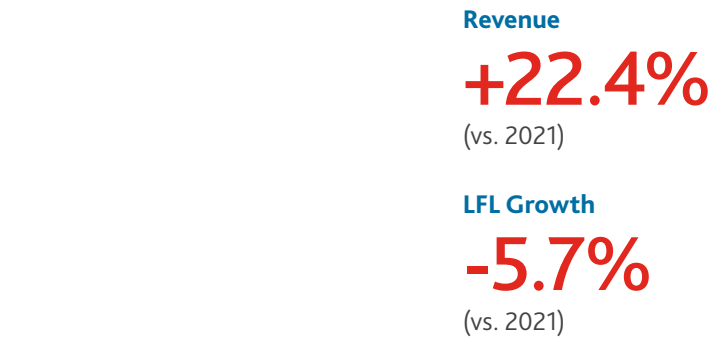 Revenue
+22.4%
(vs. 2021)
LFL Growth
-5.7%
(vs. 2021)